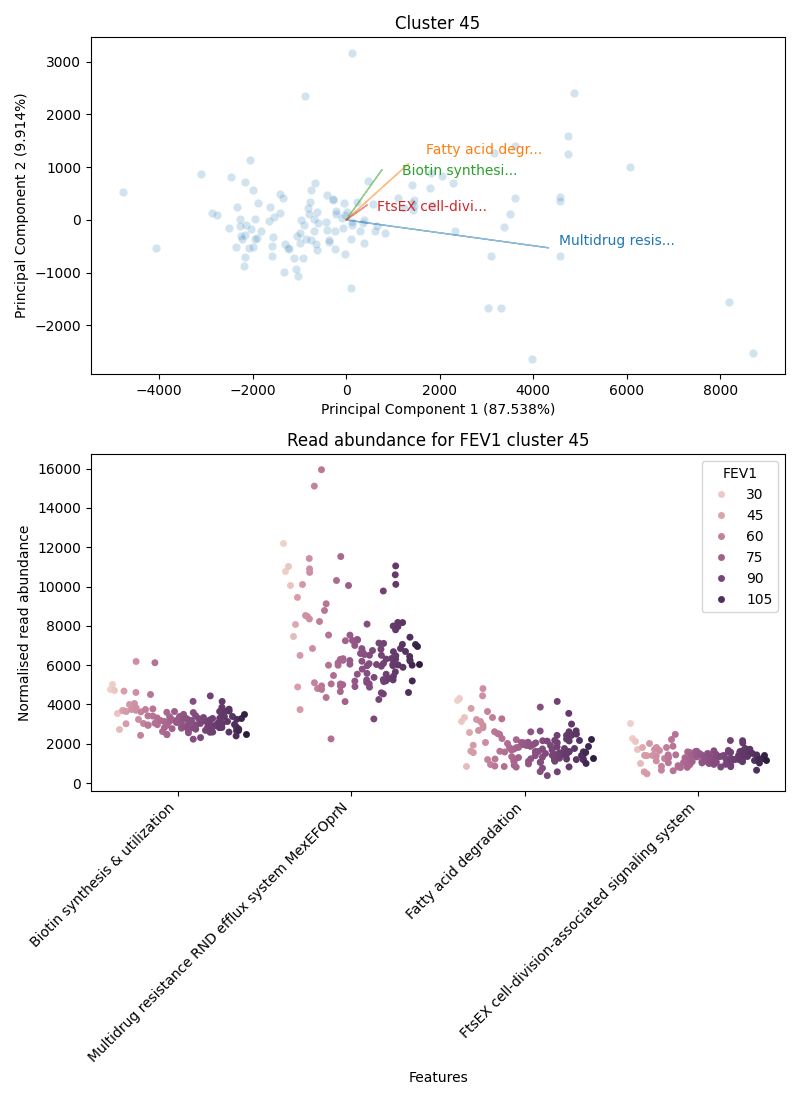 Cluster 45
Principal Component 2 (9.914%)
3000
2000
1000
0
−1000
−2000
Fatty acid degr...
Biotin synthesi...
FtsEX cell-divi...
Multidrug resis...
−4000 −2000 0 2000 4000 6000 8000
Principal Component 1 (87.538%)
Read abundance for FEV1 cluster 45
Normalised read abundance
16000
14000
12000
10000
8000
6000
4000
2000
0
FEV1
30
45
60
75
90
105
Biotin synthesis & utilization
Multidrug resistance RND efflux system MexEFOprN
Fatty acid degradation
FtsEX cell-division-associated signaling system
Features